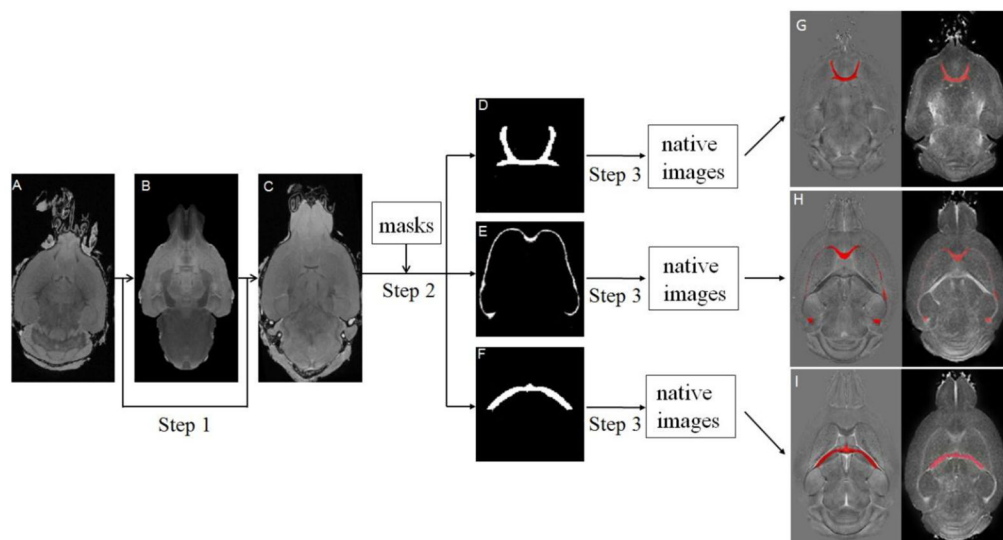 A
B
C
Step 1
masks
Step 2
D
E
F
Step 3
native
images
Step 3
native
images
Step 3
native
images
G
H
I